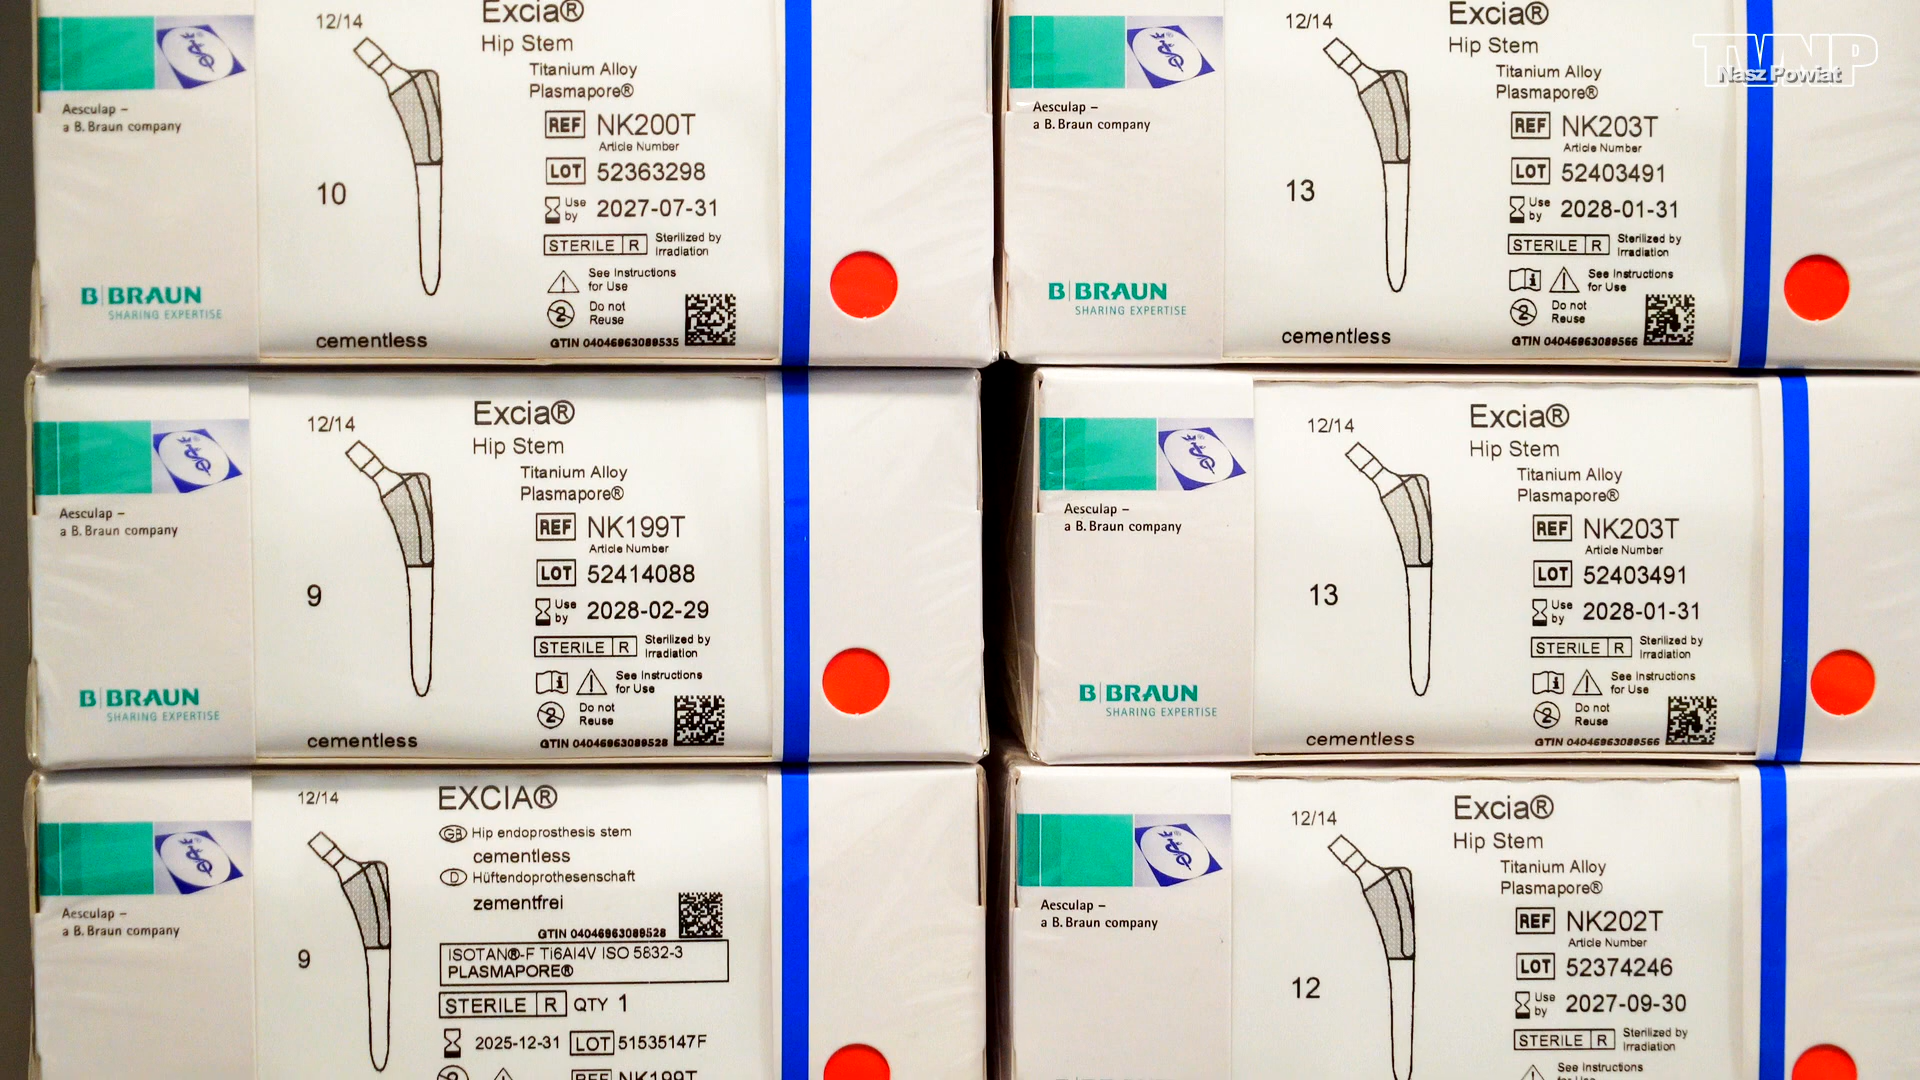 12/14
Excia®
Hip Stem
Titanium Alloy
Plasmapore®
Aesculap –
a B. Braun company
REF NK200T
Article Number
LOT 52363298
10
Use by 2027-07-31
STERILE R Sterilized by Irradiation
See Instructions for Use
Do not Reuse
B BRAUN
SHARING EXPERTISE
cementless
GTIN 04046963089535
12/14
Excia®
Hip Stem
Titanium Alloy
Plasmapore®
Aesculap –
a B. Braun company
REF NK203T
Article Number
LOT 52403491
13
Use by 2028-01-31
STERILE R Sterilized by Irradiation
See Instructions for Use
Do not Reuse
B BRAUN
SHARING EXPERTISE
cementless
GTIN 04046963089566
TVNP
Nasz Powiat
12/14
Excia®
Hip Stem
Titanium Alloy
Plasmapore®
Aesculap –
a B. Braun company
REF NK199T
Article Number
LOT 52414088
9
Use by 2028-02-29
STERILE R Sterilized by Irradiation
See Instructions for Use
Do not Reuse
B BRAUN
SHARING EXPERTISE
cementless
GTIN 04046963089528
12/14
Excia®
Hip Stem
Titanium Alloy
Plasmapore®
Aesculap –
a B. Braun company
REF NK203T
Article Number
LOT 52403491
13
Use by 2028-01-31
STERILE R Sterilized by Irradiation
See Instructions for Use
Do not Reuse
B BRAUN
SHARING EXPERTISE
cementless
GTIN 04046963089566
12/14
EXCIA®
GB Hip endoprosthesis stem
cementless
D Hüftendoprothesenschaft
zementfrei
Aesculap –
a B. Braun company
GTIN 04046963089528
9
ISOTAN®-F Ti6Al4V ISO 5832-3
PLASMAPORE®
STERILE R QTY 1
2025-12-31 LOT 51535147F
REF NK199T
12/14
Excia®
Hip Stem
Titanium Alloy
Plasmapore®
Aesculap –
a B. Braun company
REF NK202T
Article Number
LOT 52374246
12
Use by 2027-09-30
STERILE R Sterilized by Irradiation
See Instructions